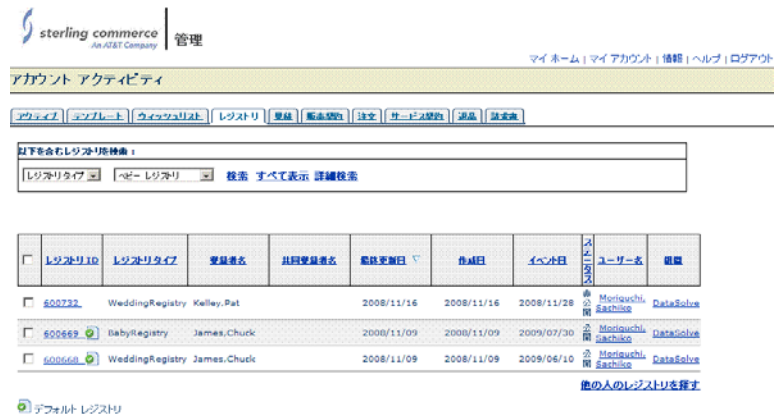 sterling commerce
An AT&T Company
管理
マイ ホーム | マイ アカウント | 情報 | ヘルプ | ログアウト
アカウント アクティビティ
アクティブ テンプレート ウィッシュリスト レジストリ 見積 販売契約 注文 サービス契約 返品 請求書
以下を含むレジストリを検索 :
レジストリタイプ ベビー レジストリ 検索 すべて表示 詳細検索
レジストリ ID レジストリ タイプ 登録者名 共同登録者名 最終更新日 作成日 イベント日 ステータス ユーザー名 組織
600732 WeddingRegistry Kelley,Pat 2008/11/16 2008/11/16 2008/11/28 非公開 Moriguchi, Sachiko DataSolve
600669 BabyRegistry James,Chuck 2008/11/09 2008/11/09 2009/07/30 公開 Moriguchi, Sachiko DataSolve
600668 WeddingRegistry James,Chuck 2008/11/09 2008/11/09 2009/06/10 公開 Moriguchi, Sachiko DataSolve
他の人のレジストリを探す
デフォルト レジストリ